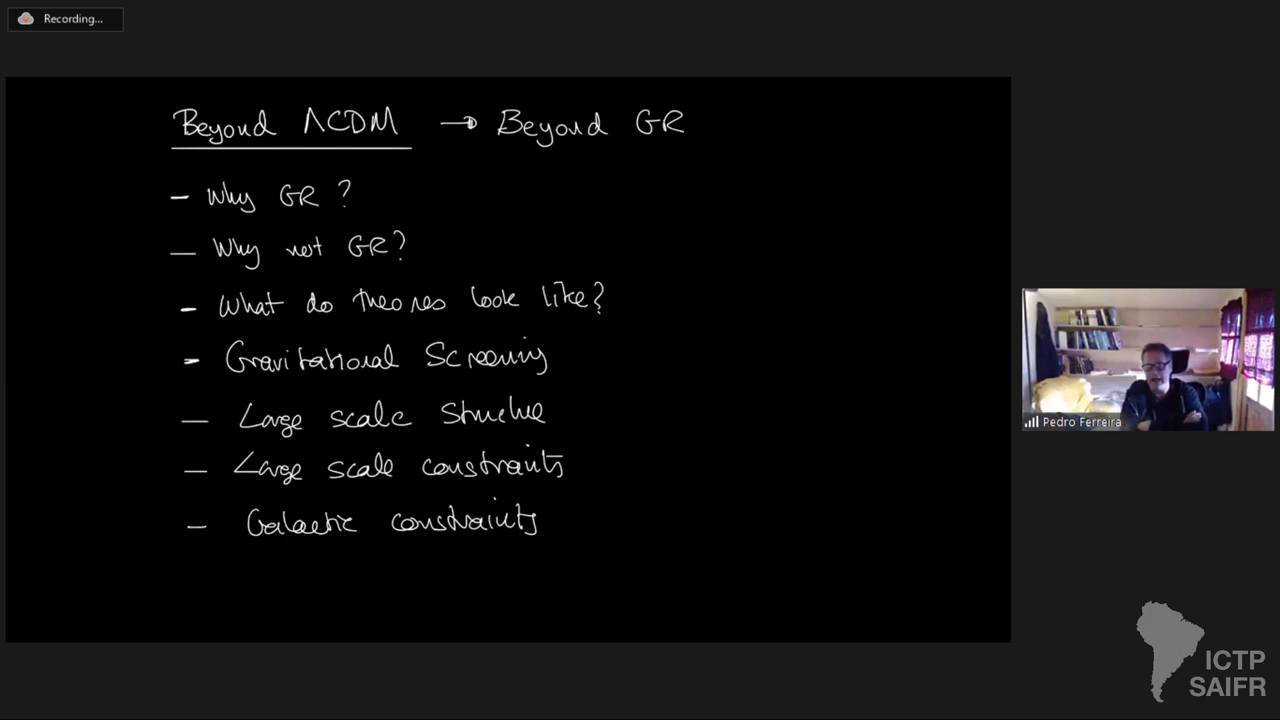 Recording...
Beyond ΛCDM → Beyond GR
- Why GR ?
- Why not GR?
- What do theories look like?
- Gravitational Screening
- Large scale Structure
- Large scale constraints
- Galactic constraints
Pedro Ferreira
ICTP
SAIFR